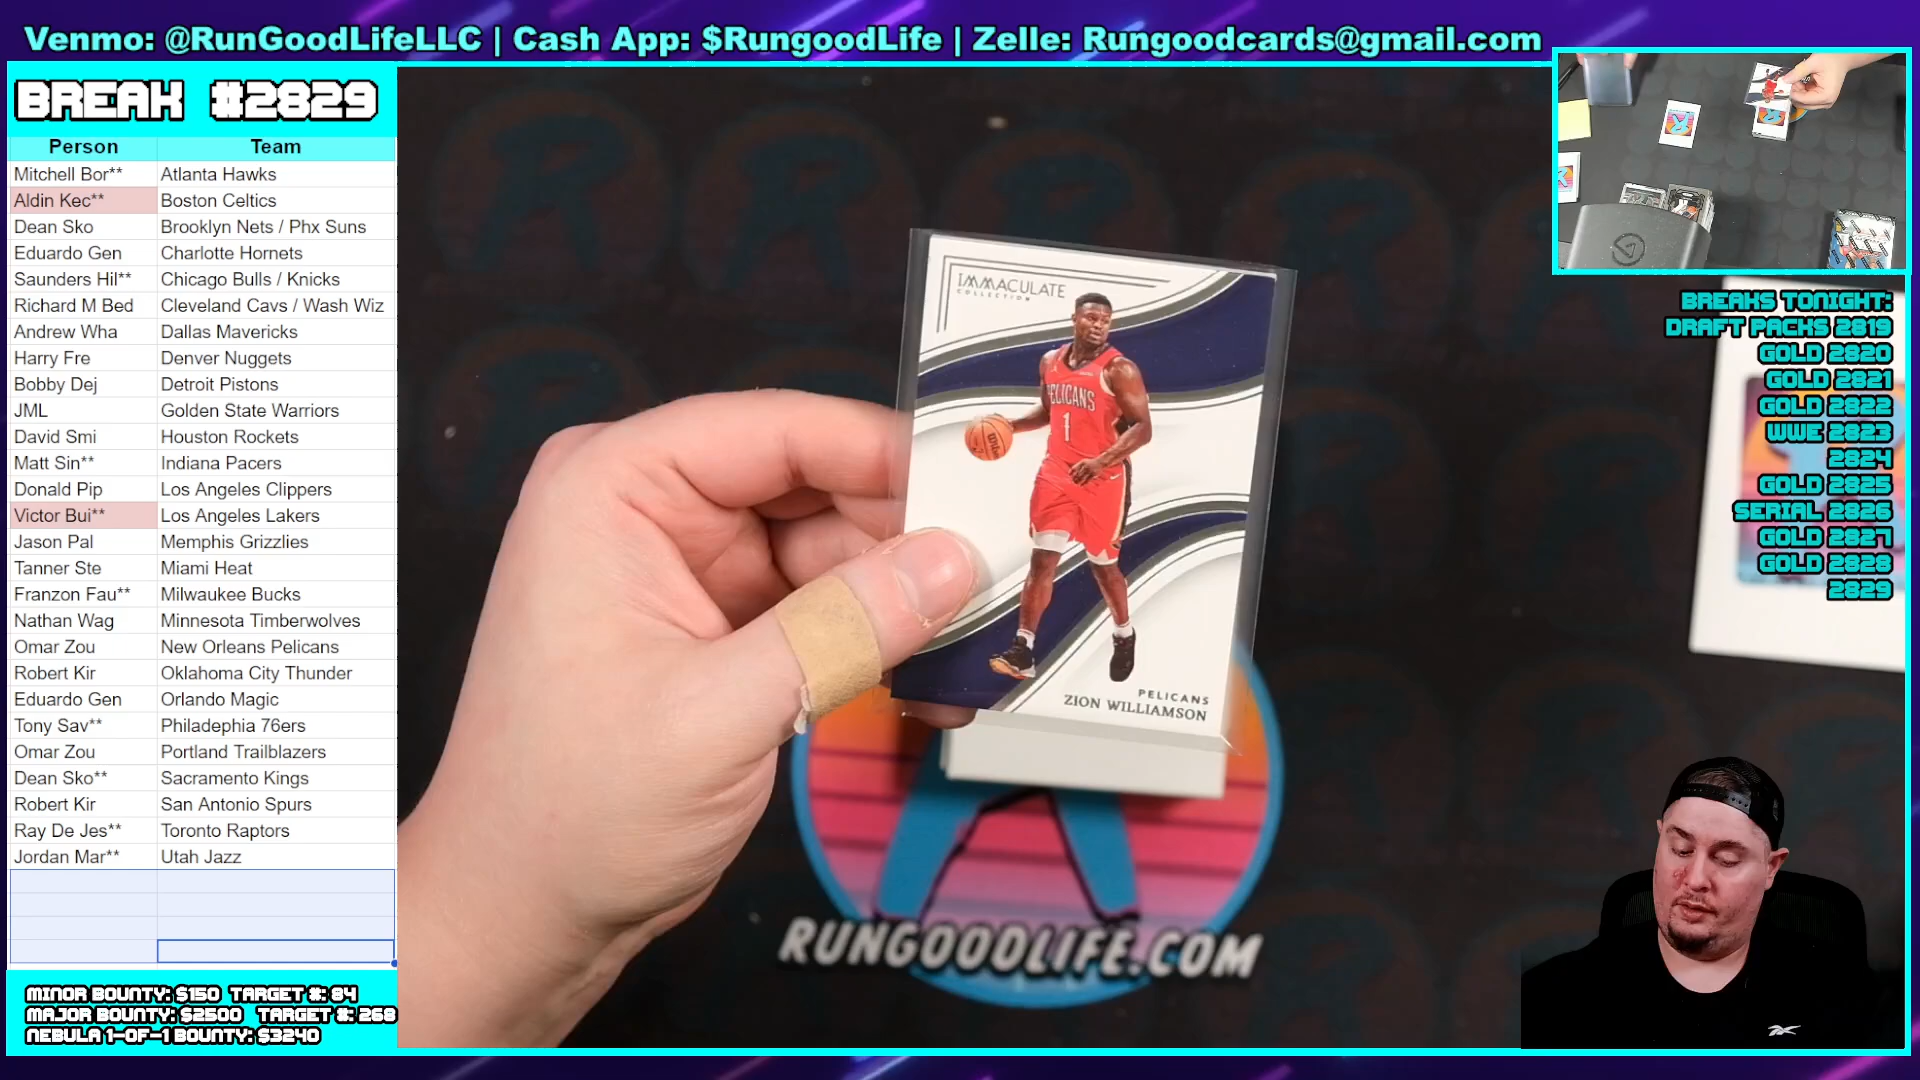 Venmo: @RunGoodLifeLLC | Cash App: $RungoodLife | Zelle: Rungoodcards@gmail.com
BREAK #2829
Person Team
Mitchell Bor** Atlanta Hawks
Aldin Kec** Boston Celtics
Dean Sko Brooklyn Nets / Phx Suns
Eduardo Gen Charlotte Hornets
Saunders Hil** Chicago Bulls / Knicks
Richard M Bed Cleveland Cavs / Wash Wiz
Andrew Wha Dallas Mavericks
Harry Fre Denver Nuggets
Bobby Dej Detroit Pistons
JML Golden State Warriors
David Smi Houston Rockets
Matt Sin** Indiana Pacers
Donald Pip Los Angeles Clippers
Victor Bui** Los Angeles Lakers
Jason Pal Memphis Grizzlies
Tanner Ste Miami Heat
Franzon Fau** Milwaukee Bucks
Nathan Wag Minnesota Timberwolves
Omar Zou New Orleans Pelicans
Robert Kir Oklahoma City Thunder
Eduardo Gen Orlando Magic
Tony Sav** Philadephia 76ers
Omar Zou Portland Trailblazers
Dean Sko** Sacramento Kings
Robert Kir San Antonio Spurs
Ray De Jes** Toronto Raptors
Jordan Mar** Utah Jazz
MINOR BOUNTY: $150 TARGET #: 84
MAJOR BOUNTY: $2500 TARGET #: 268
NEBULA 1-OF-1 BOUNTY: $3240
IMMACULATE
COLLECTION
PELICANS
1
PELICANS
ZION WILLIAMSON
RUNGOODLIFE.COM
BREAKS TONIGHT:
DRAFT PACKS 2819
GOLD 2820
GOLD 2821
GOLD 2822
WWE 2823
2824
GOLD 2825
SERIAL 2826
GOLD 2827
GOLD 2828
2829